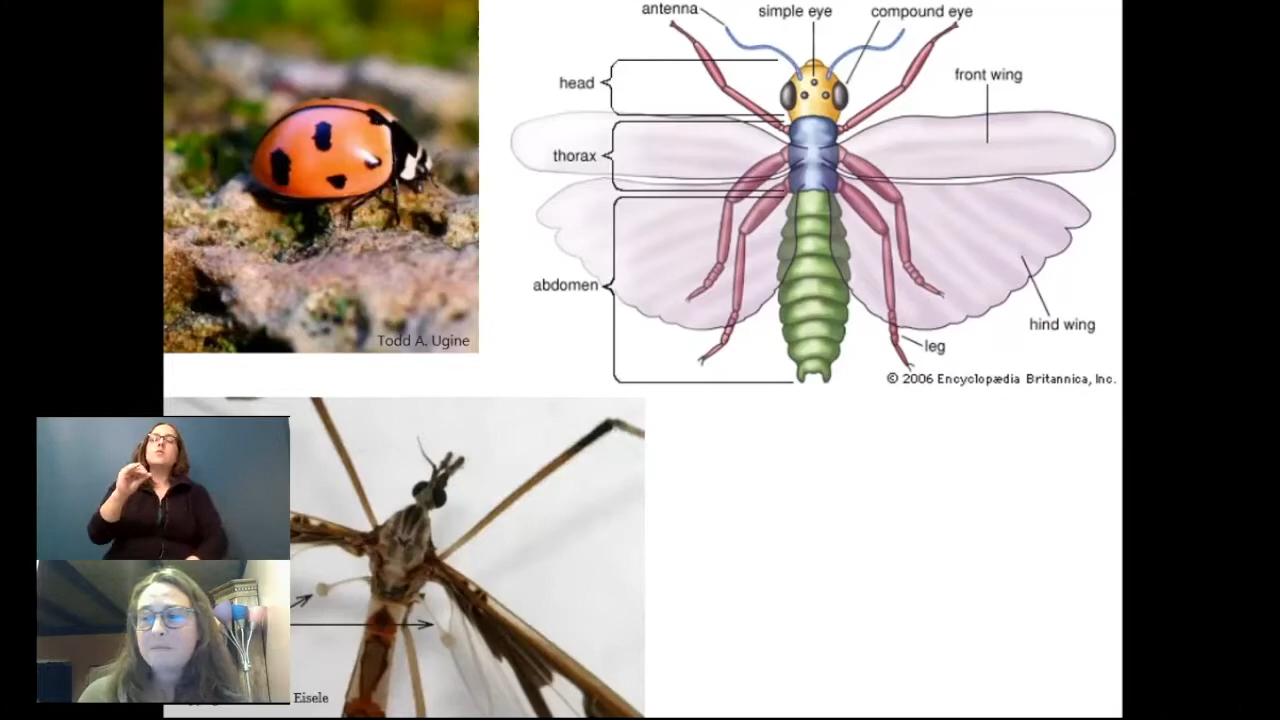 antenna
simple eye
compound eye
head
front wing
thorax
abdomen
hind wing
leg
© 2006 Encyclopædia Britannica, Inc.
Todd A. Ugine
Eisele